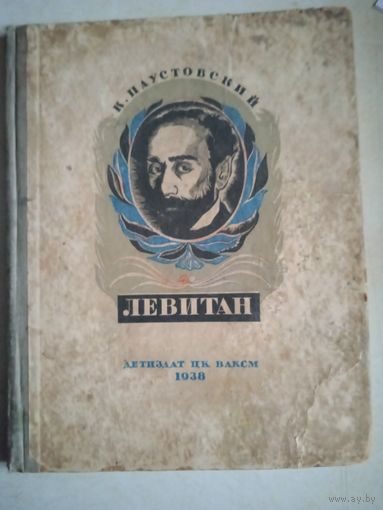 К. ПАУСТОВСКИЙ
ЛЕВИТАН
ДЕТИЗДАТ ЦК ВЛКСМ
1938
www.ay.by